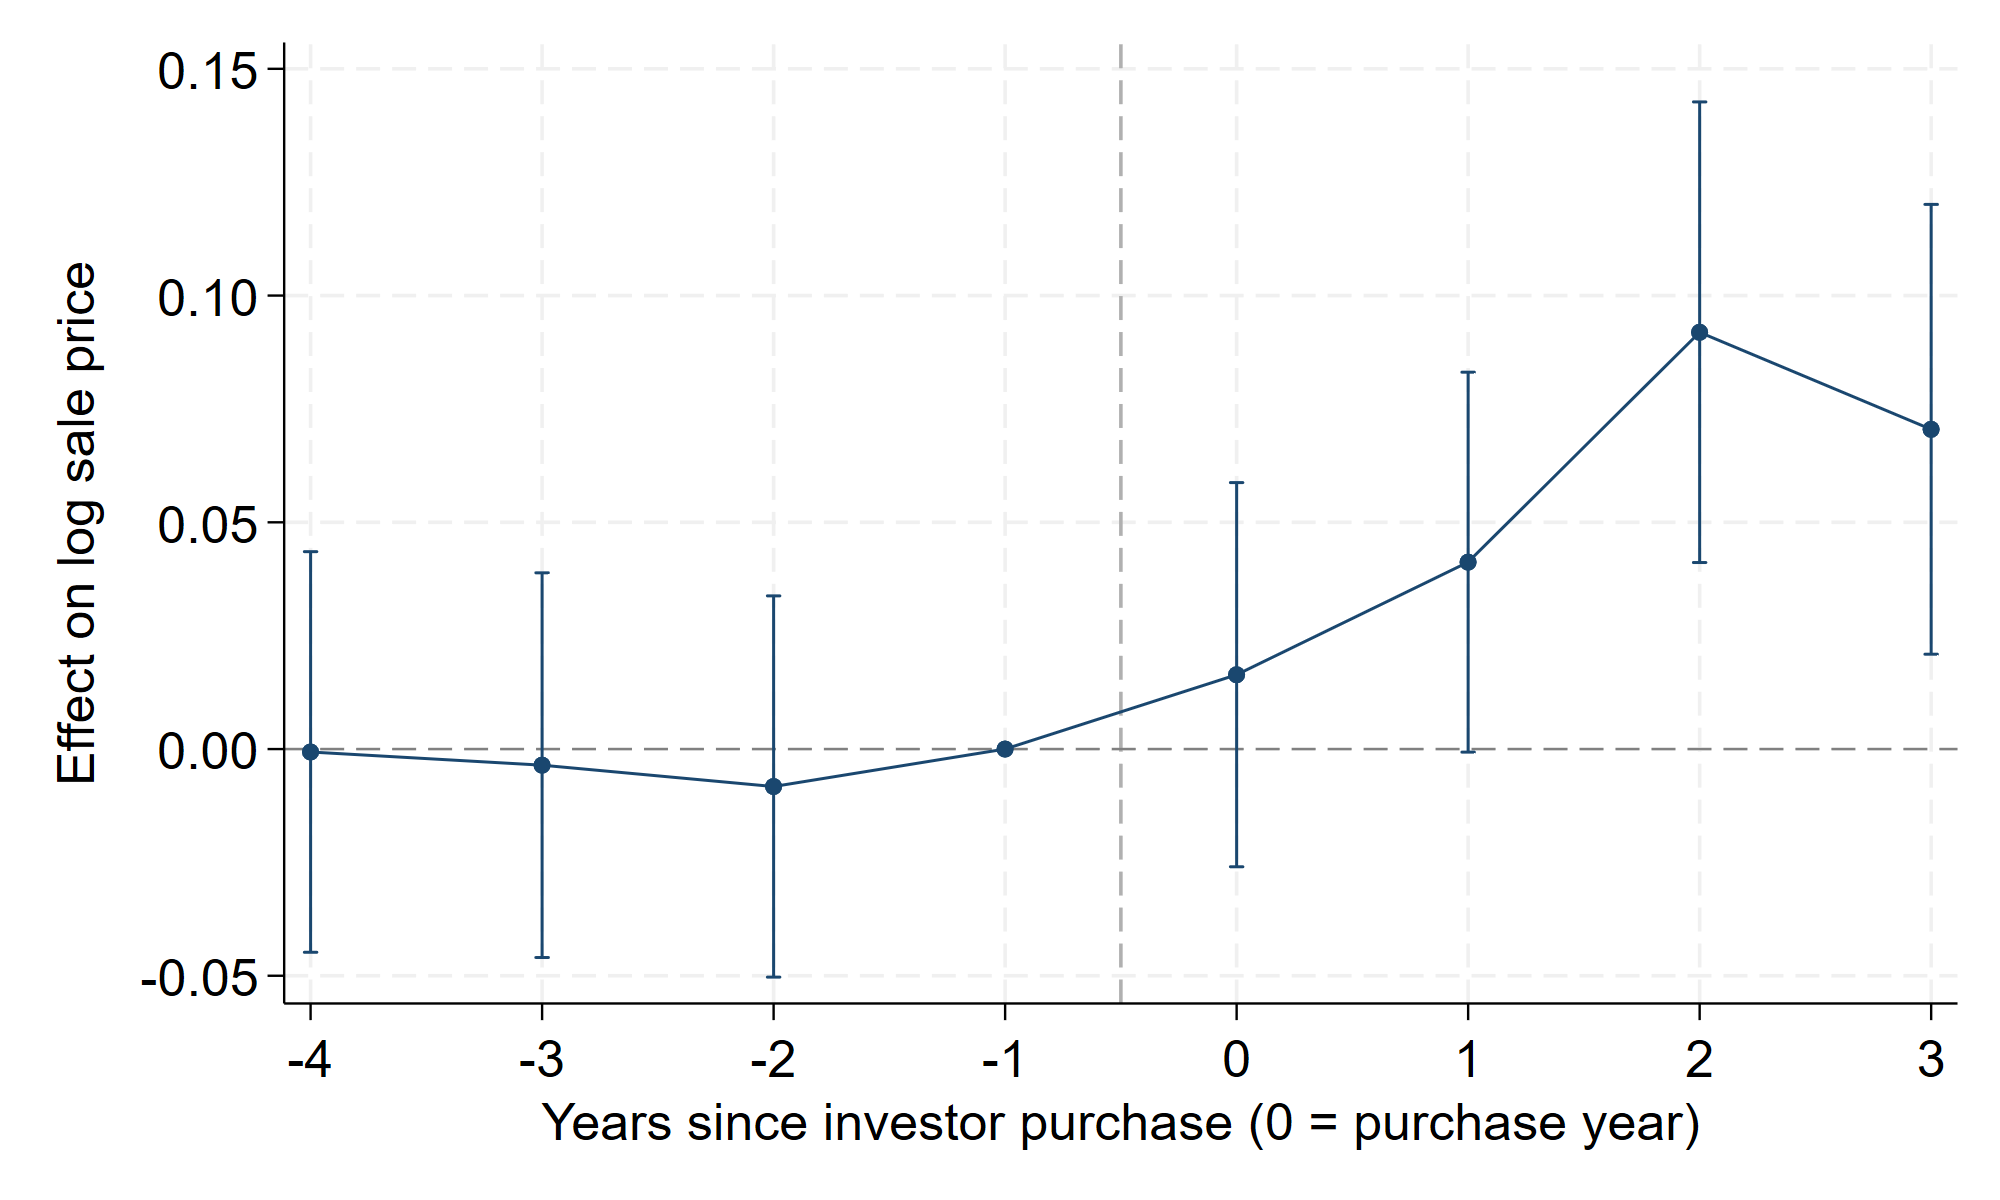 Effect on log sale price
0.15
0.10
0.05
0.00
-0.05
-4 -3 -2 -1 0 1 2 3
Years since investor purchase (0 = purchase year)